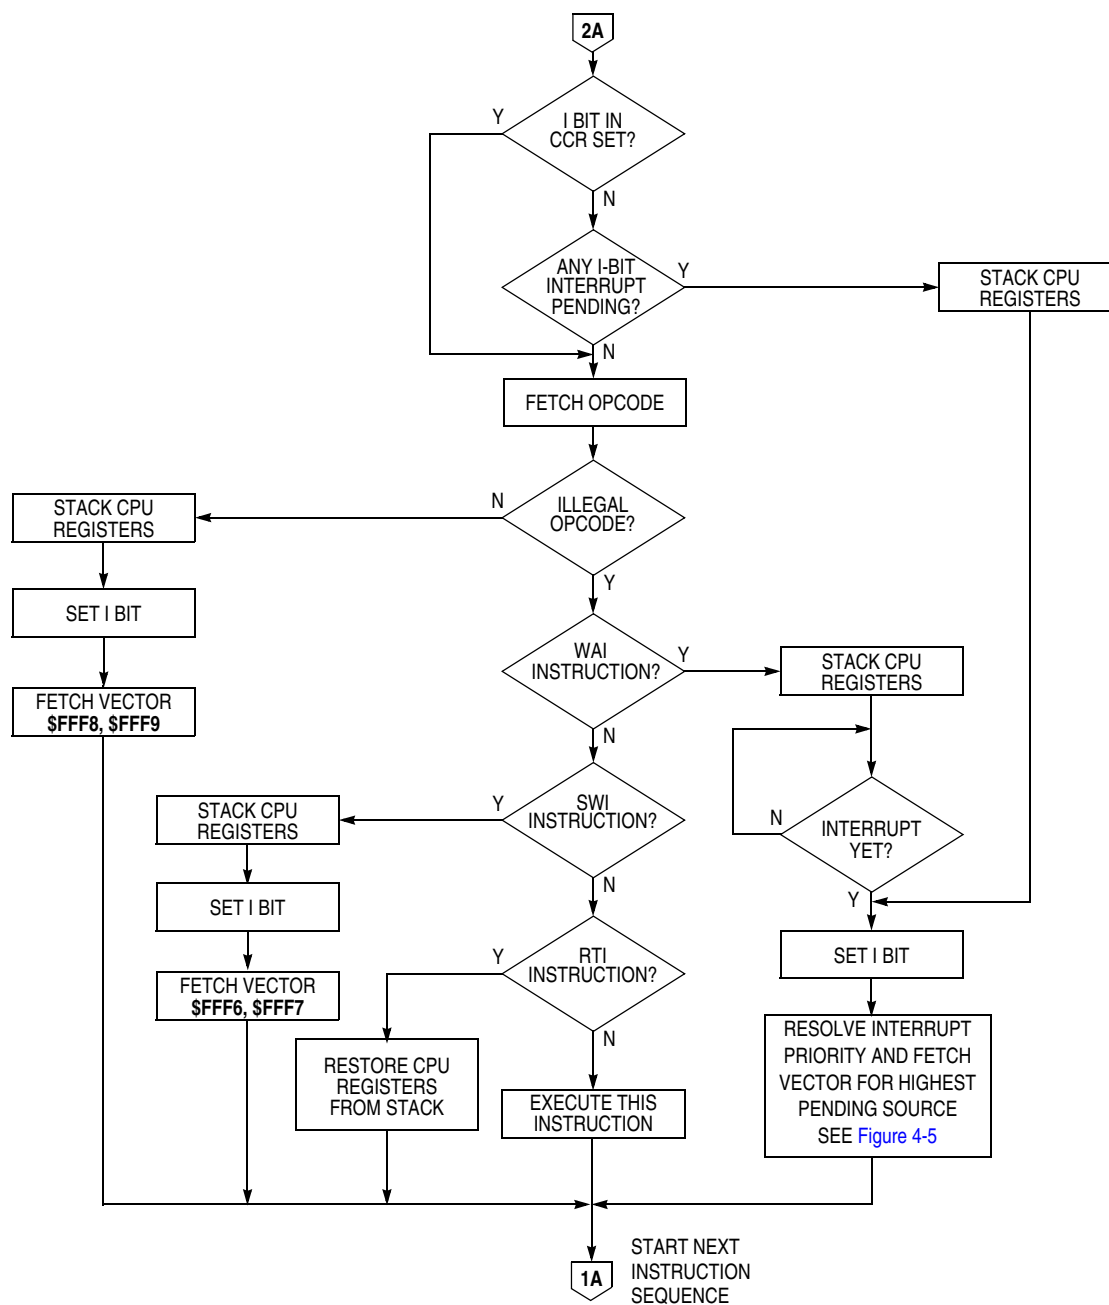 2A
I BIT IN
CCR SET?
Y
N
ANY I-BIT
INTERRUPT
PENDING?
Y
STACK CPU
REGISTERS
N
FETCH OPCODE
ILLEGAL
OPCODE?
N
STACK CPU
REGISTERS
SET I BIT
FETCH VECTOR
$FFF8, $FFF9
Y
WAI
INSTRUCTION?
Y
STACK CPU
REGISTERS
N
INTERRUPT
YET?
N
Y
SWI
INSTRUCTION?
Y
STACK CPU
REGISTERS
SET I BIT
FETCH VECTOR
$FFF6, $FFF7
N
RTI
INSTRUCTION?
Y
RESTORE CPU
REGISTERS
FROM STACK
N
EXECUTE THIS
INSTRUCTION
SET I BIT
RESOLVE INTERRUPT
PRIORITY AND FETCH
VECTOR FOR HIGHEST
PENDING SOURCE
SEE Figure 4-5
1A
START NEXT
INSTRUCTION
SEQUENCE